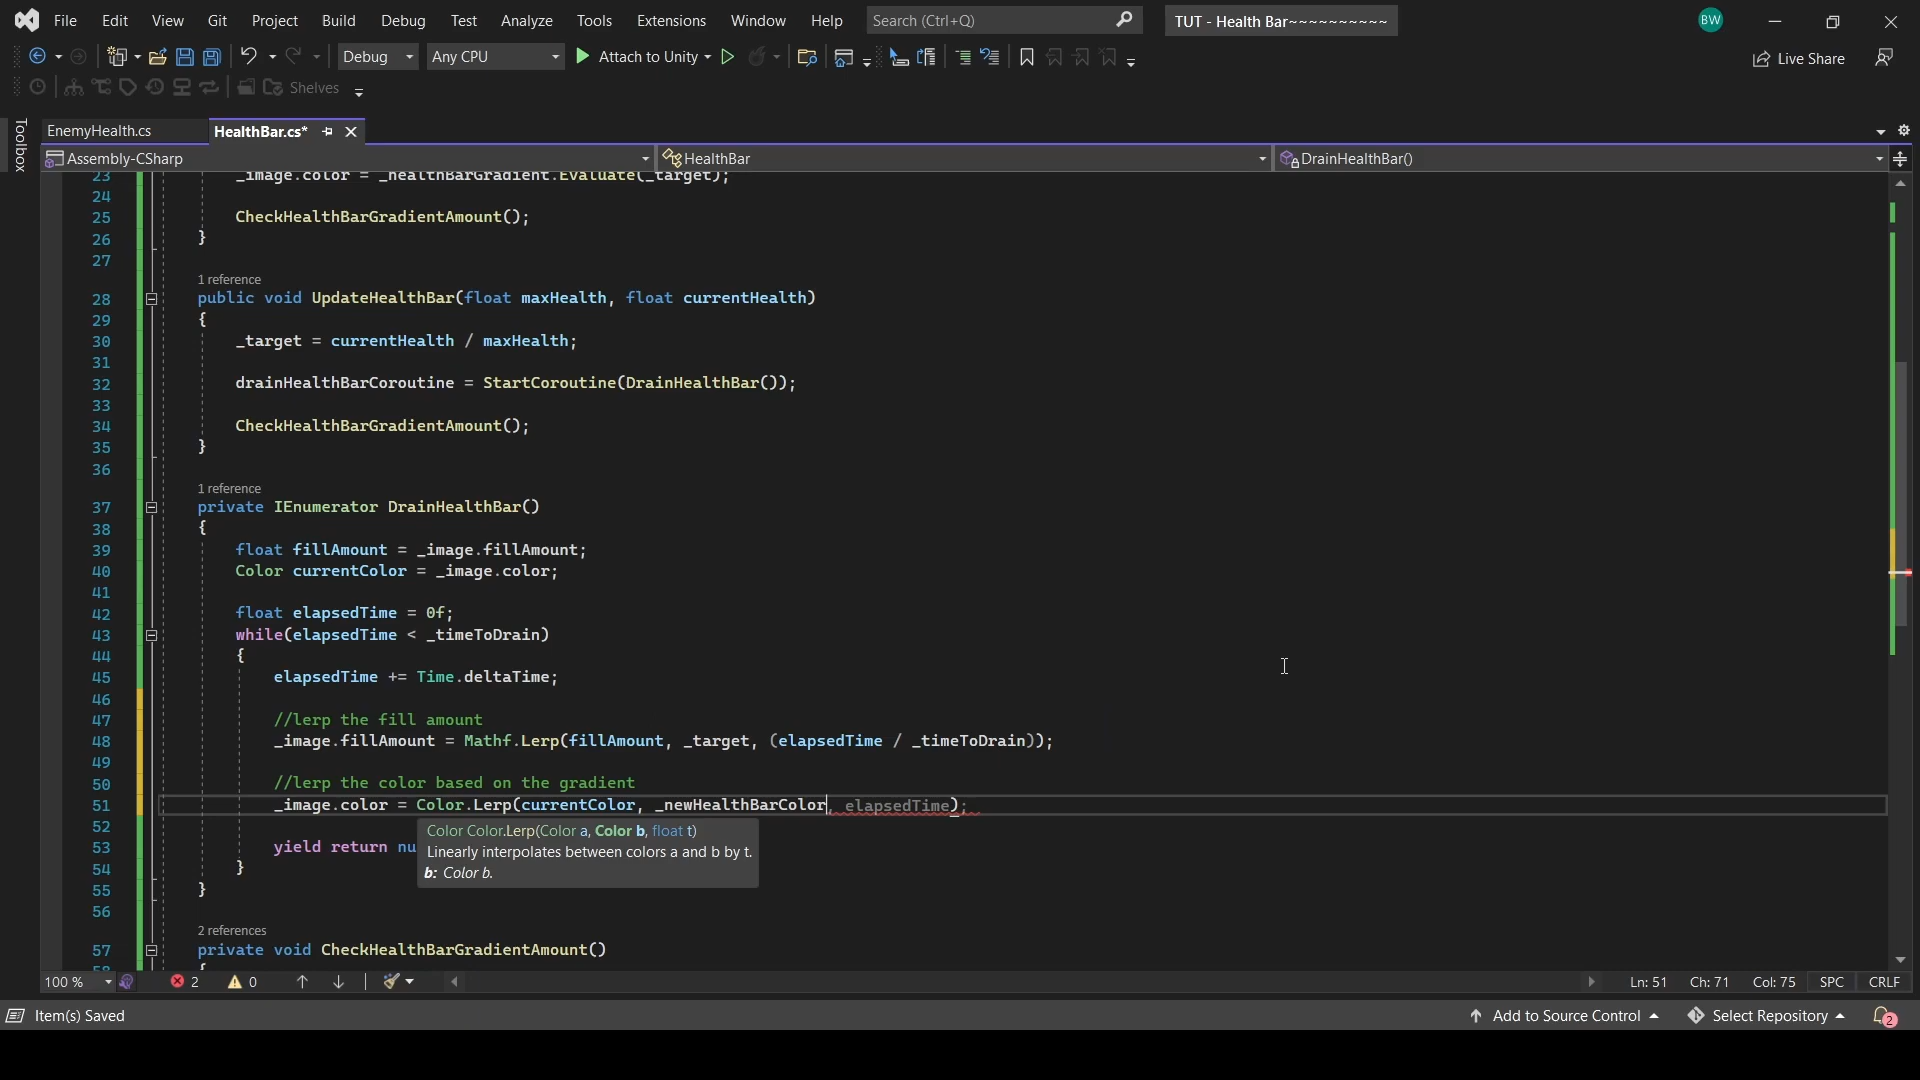 File Edit View Git Project Build Debug Test Analyze Tools Extensions Window Help Search (Ctrl+Q) TUT - Health Bar~~~~~~~~~~ BW
Debug Any CPU Attach to Unity Live Share
Shelves
Toolbox
EnemyHealth.cs HealthBar.cs*
Assembly-CSharp HealthBar DrainHealthBar()
23 _image.color = _healthBarGradient.Evaluate(_target);
24
25 CheckHealthBarGradientAmount();
26 }
27
1 reference
28 public void UpdateHealthBar(float maxHealth, float currentHealth)
29 {
30 _target = currentHealth / maxHealth;
31
32 drainHealthBarCoroutine = StartCoroutine(DrainHealthBar());
33
34 CheckHealthBarGradientAmount();
35 }
36
1 reference
37 private IEnumerator DrainHealthBar()
38 {
39 float fillAmount = _image.fillAmount;
40 Color currentColor = _image.color;
41
42 float elapsedTime = 0f;
43 while(elapsedTime < _timeToDrain)
44 {
45 elapsedTime += Time.deltaTime;
46
47 //lerp the fill amount
48 _image.fillAmount = Mathf.Lerp(fillAmount, _target, (elapsedTime / _timeToDrain));
49
50 //lerp the color based on the gradient
51 _image.color = Color.Lerp(currentColor, _newHealthBarColor, elapsedTime);
52
Color Color.Lerp(Color a, Color b, float t)
53 yield return nu
Linearly interpolates between colors a and b by t.
54 }
b: Color b.
55 }
56
2 references
57 private void CheckHealthBarGradientAmount()
58 {
100 % 2 0 Ln: 51 Ch: 71 Col: 75 SPC CRLF
Item(s) Saved Add to Source Control Select Repository 2